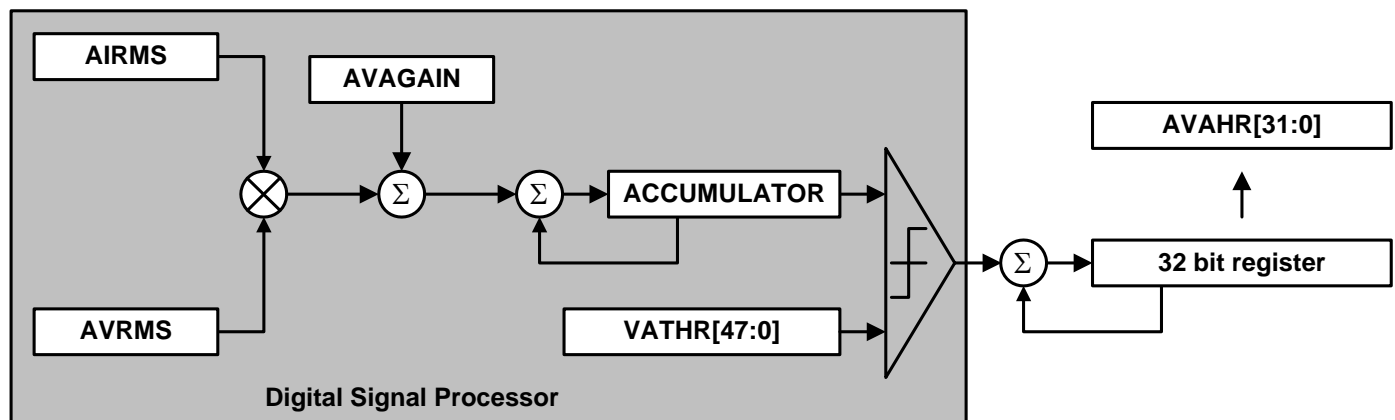 AIRMS
AVAGAIN
AVAHR[31:0]
Σ
Σ
ACCUMULATOR
Σ
32 bit register
AVRMS
VATHR[47:0]
Digital Signal Processor